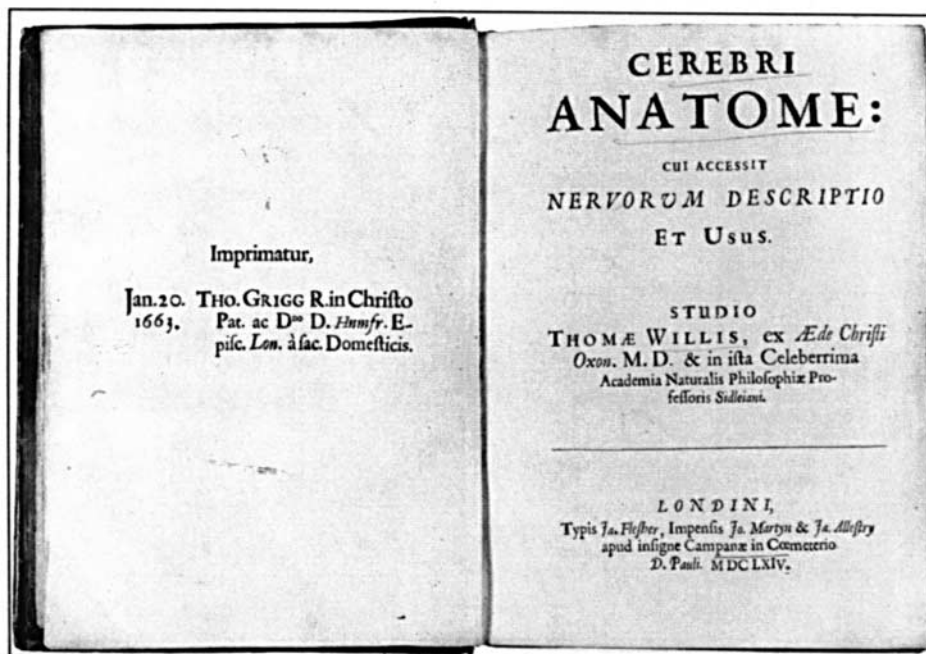 Imprimatur,
Jan.20. THO. GRIGG R.in Chriſto
1663. Pat. ac Dⁿᵒ D. Humfr. E-
piſc. Lon. à ſac. Domeſticis.
CEREBRI
ANATOME:
CUI ACCESSIT
NERVORUM DESCRIPTIO
ET USUS.
STUDIO
THOMÆ WILLIS, ex Æde Chriſti
Oxon. M. D. & in iſta Celeberrima
Academia Naturalis Philoſophiæ Pro-
feſſoris Sidleiani.
LONDINI,
Typis Ja. Fleſher, Impenſis Jo. Martyn & Ja. Alleſtry
apud inſigne Campanæ in Cœmeterio
D. Pauli. MDCLXIV.